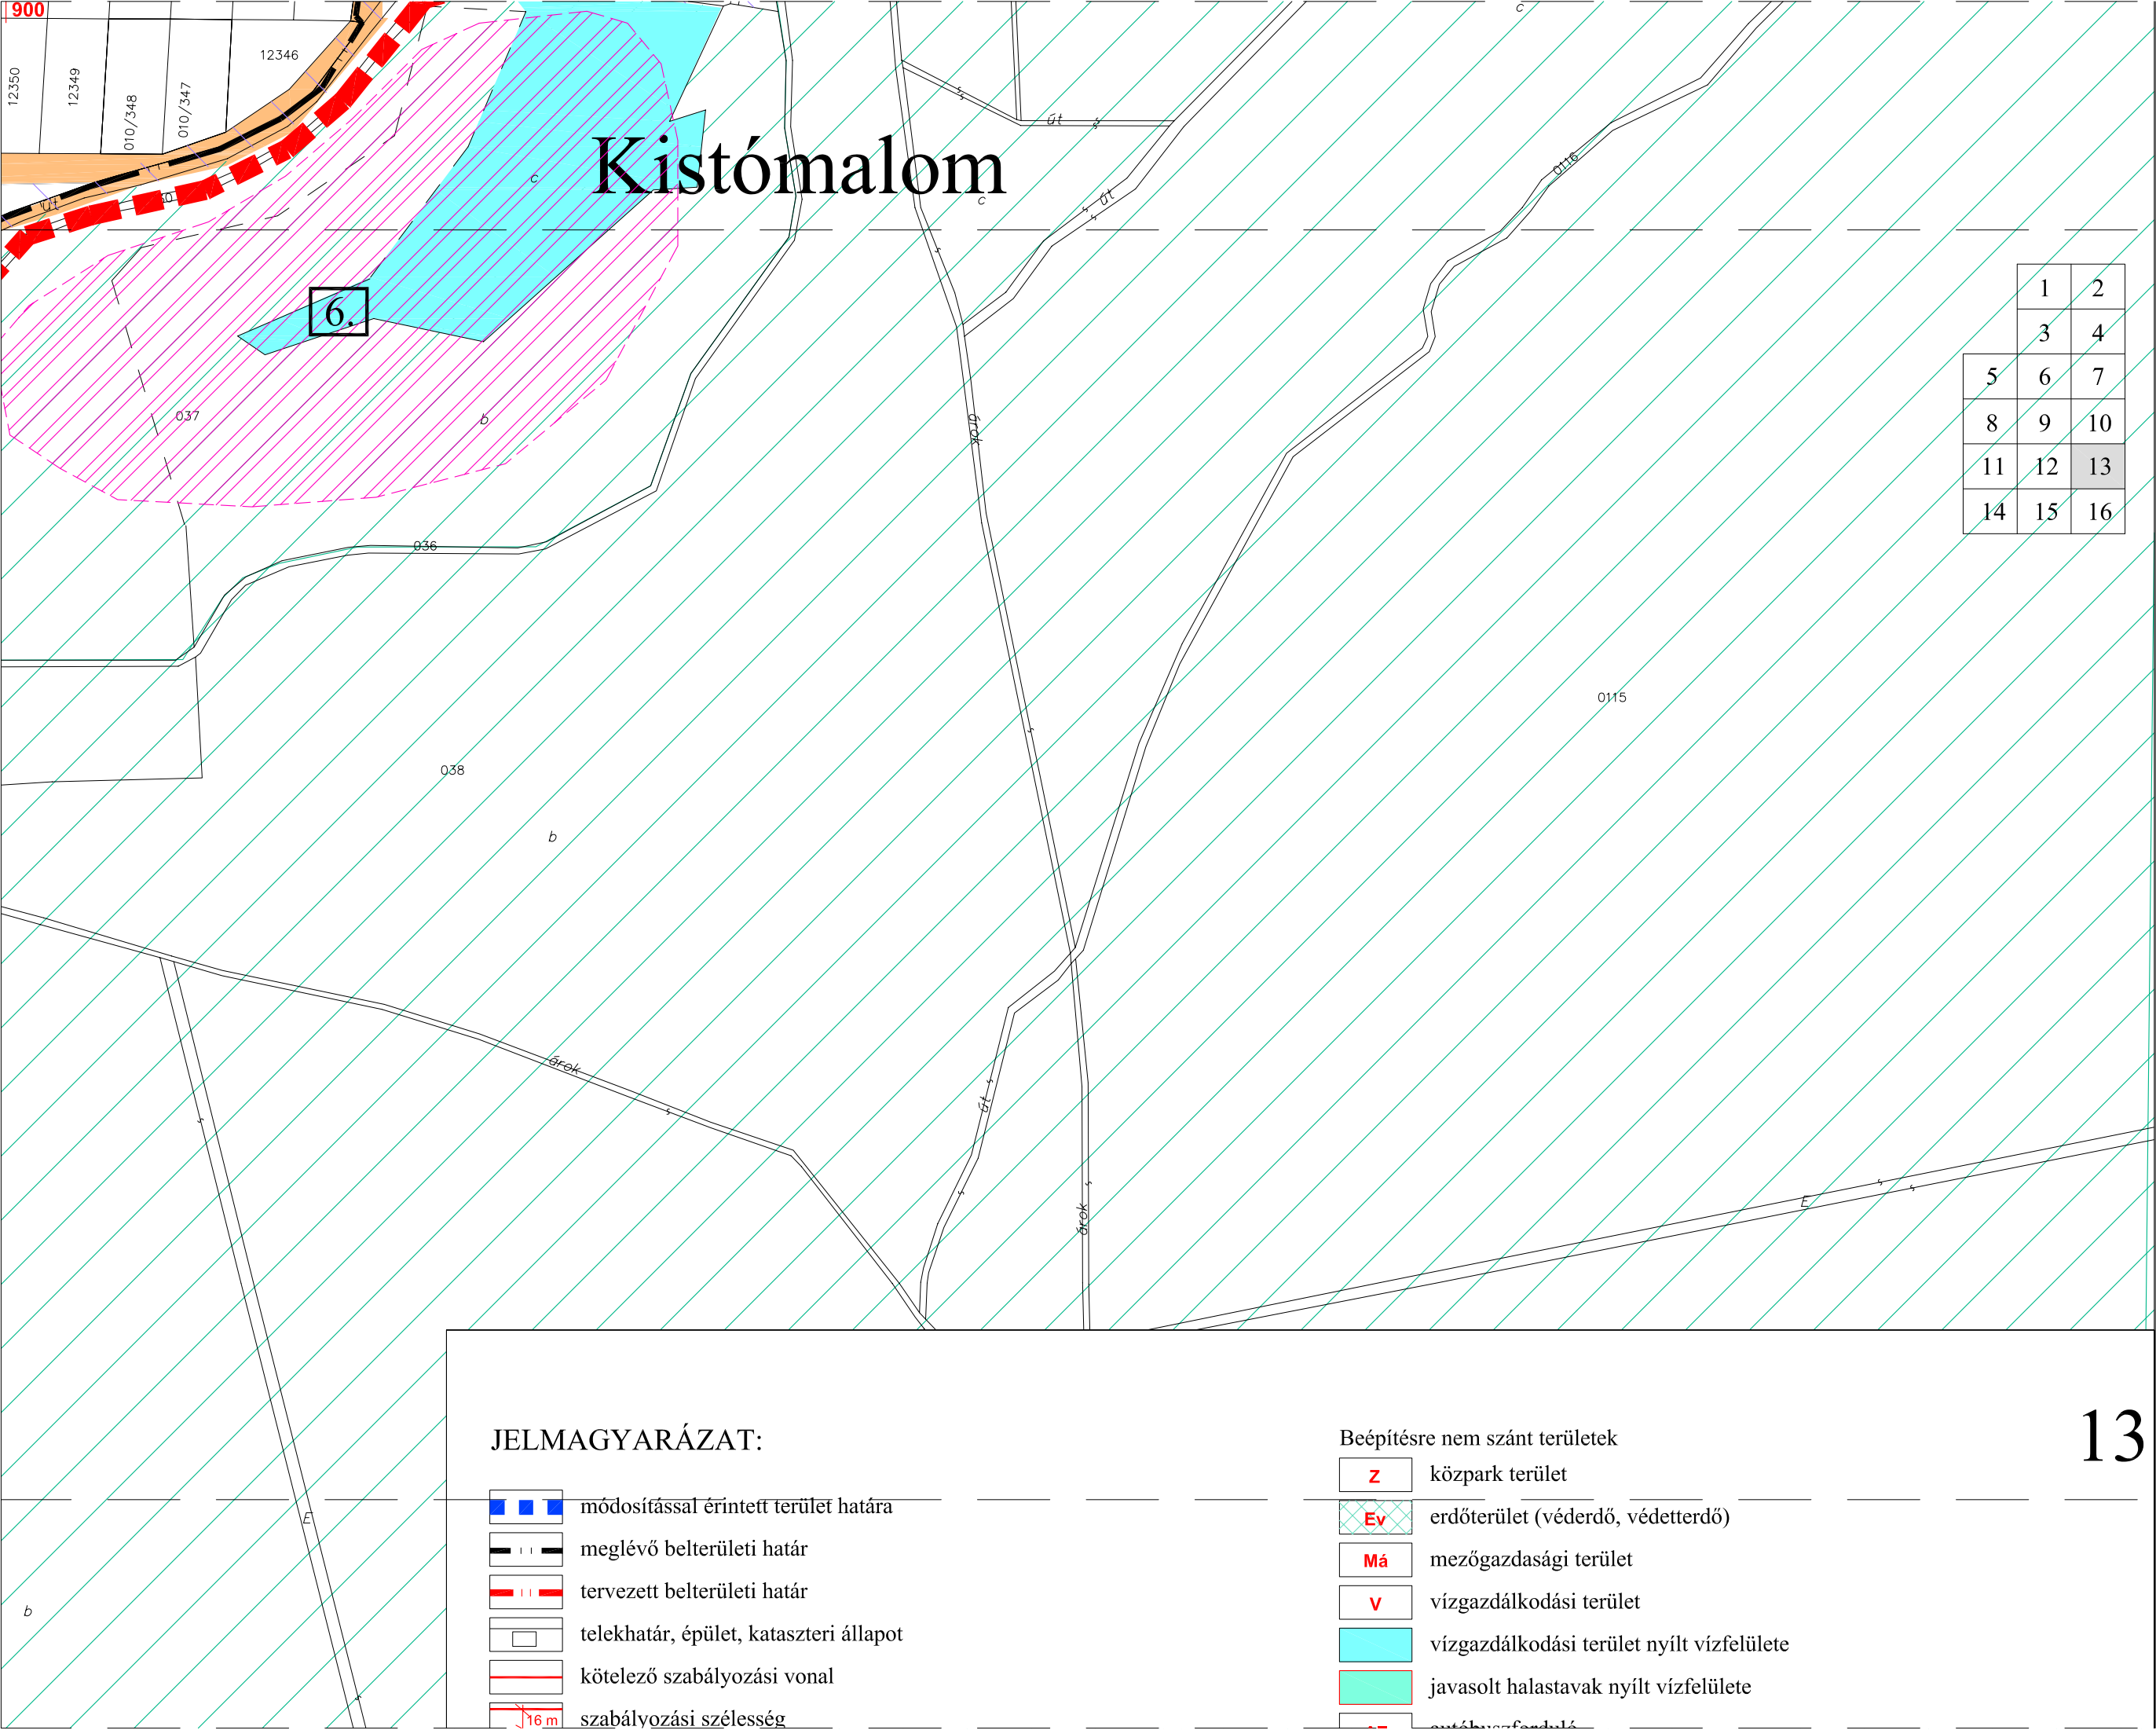 900
12350
12349
010/348
010/347
12346
c
út
Kistómalom
c
c
út
út
0116
6.
1 2
3 4
5 6 7
8 9 10
11 12 13
14 15 16
037
b
árok
036
0115
038
b
árok
út
árok
E
E
b
13
JELMAGYARÁZAT:
módosítással érintett terület határa
meglévő belterületi határ
tervezett belterületi határ
telekhatár, épület, kataszteri állapot
kötelező szabályozási vonal
16 m szabályozási szélesség
Beépítésre nem szánt területek
Z közpark terület
Ev erdőterület (véderdő, védetterdő)
Má mezőgazdasági terület
V vízgazdálkodási terület
vízgazdálkodási terület nyílt vízfelülete
javasolt halastavak nyílt vízfelülete